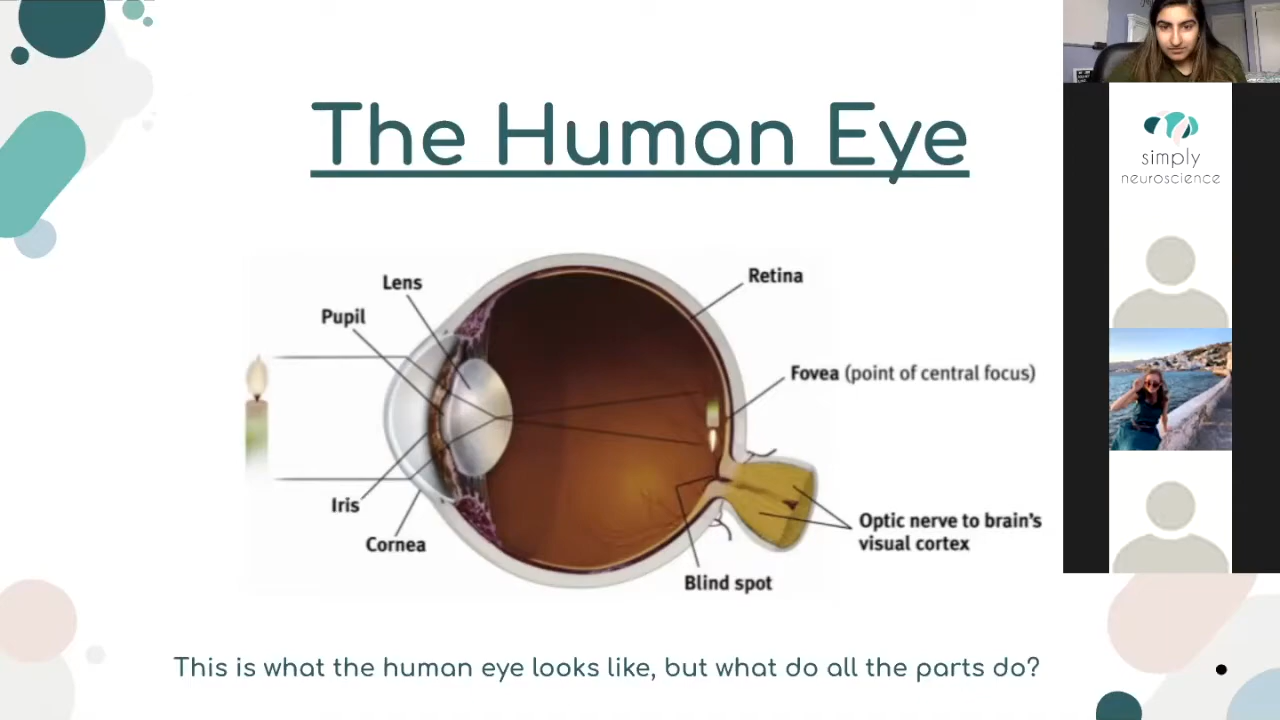 The Human Eye
Lens
Pupil
Retina
Fovea (point of central focus)
Iris
Cornea
Optic nerve to brain's
visual cortex
Blind spot
This is what the human eye looks like, but what do all the parts do?
simply
neuroscience